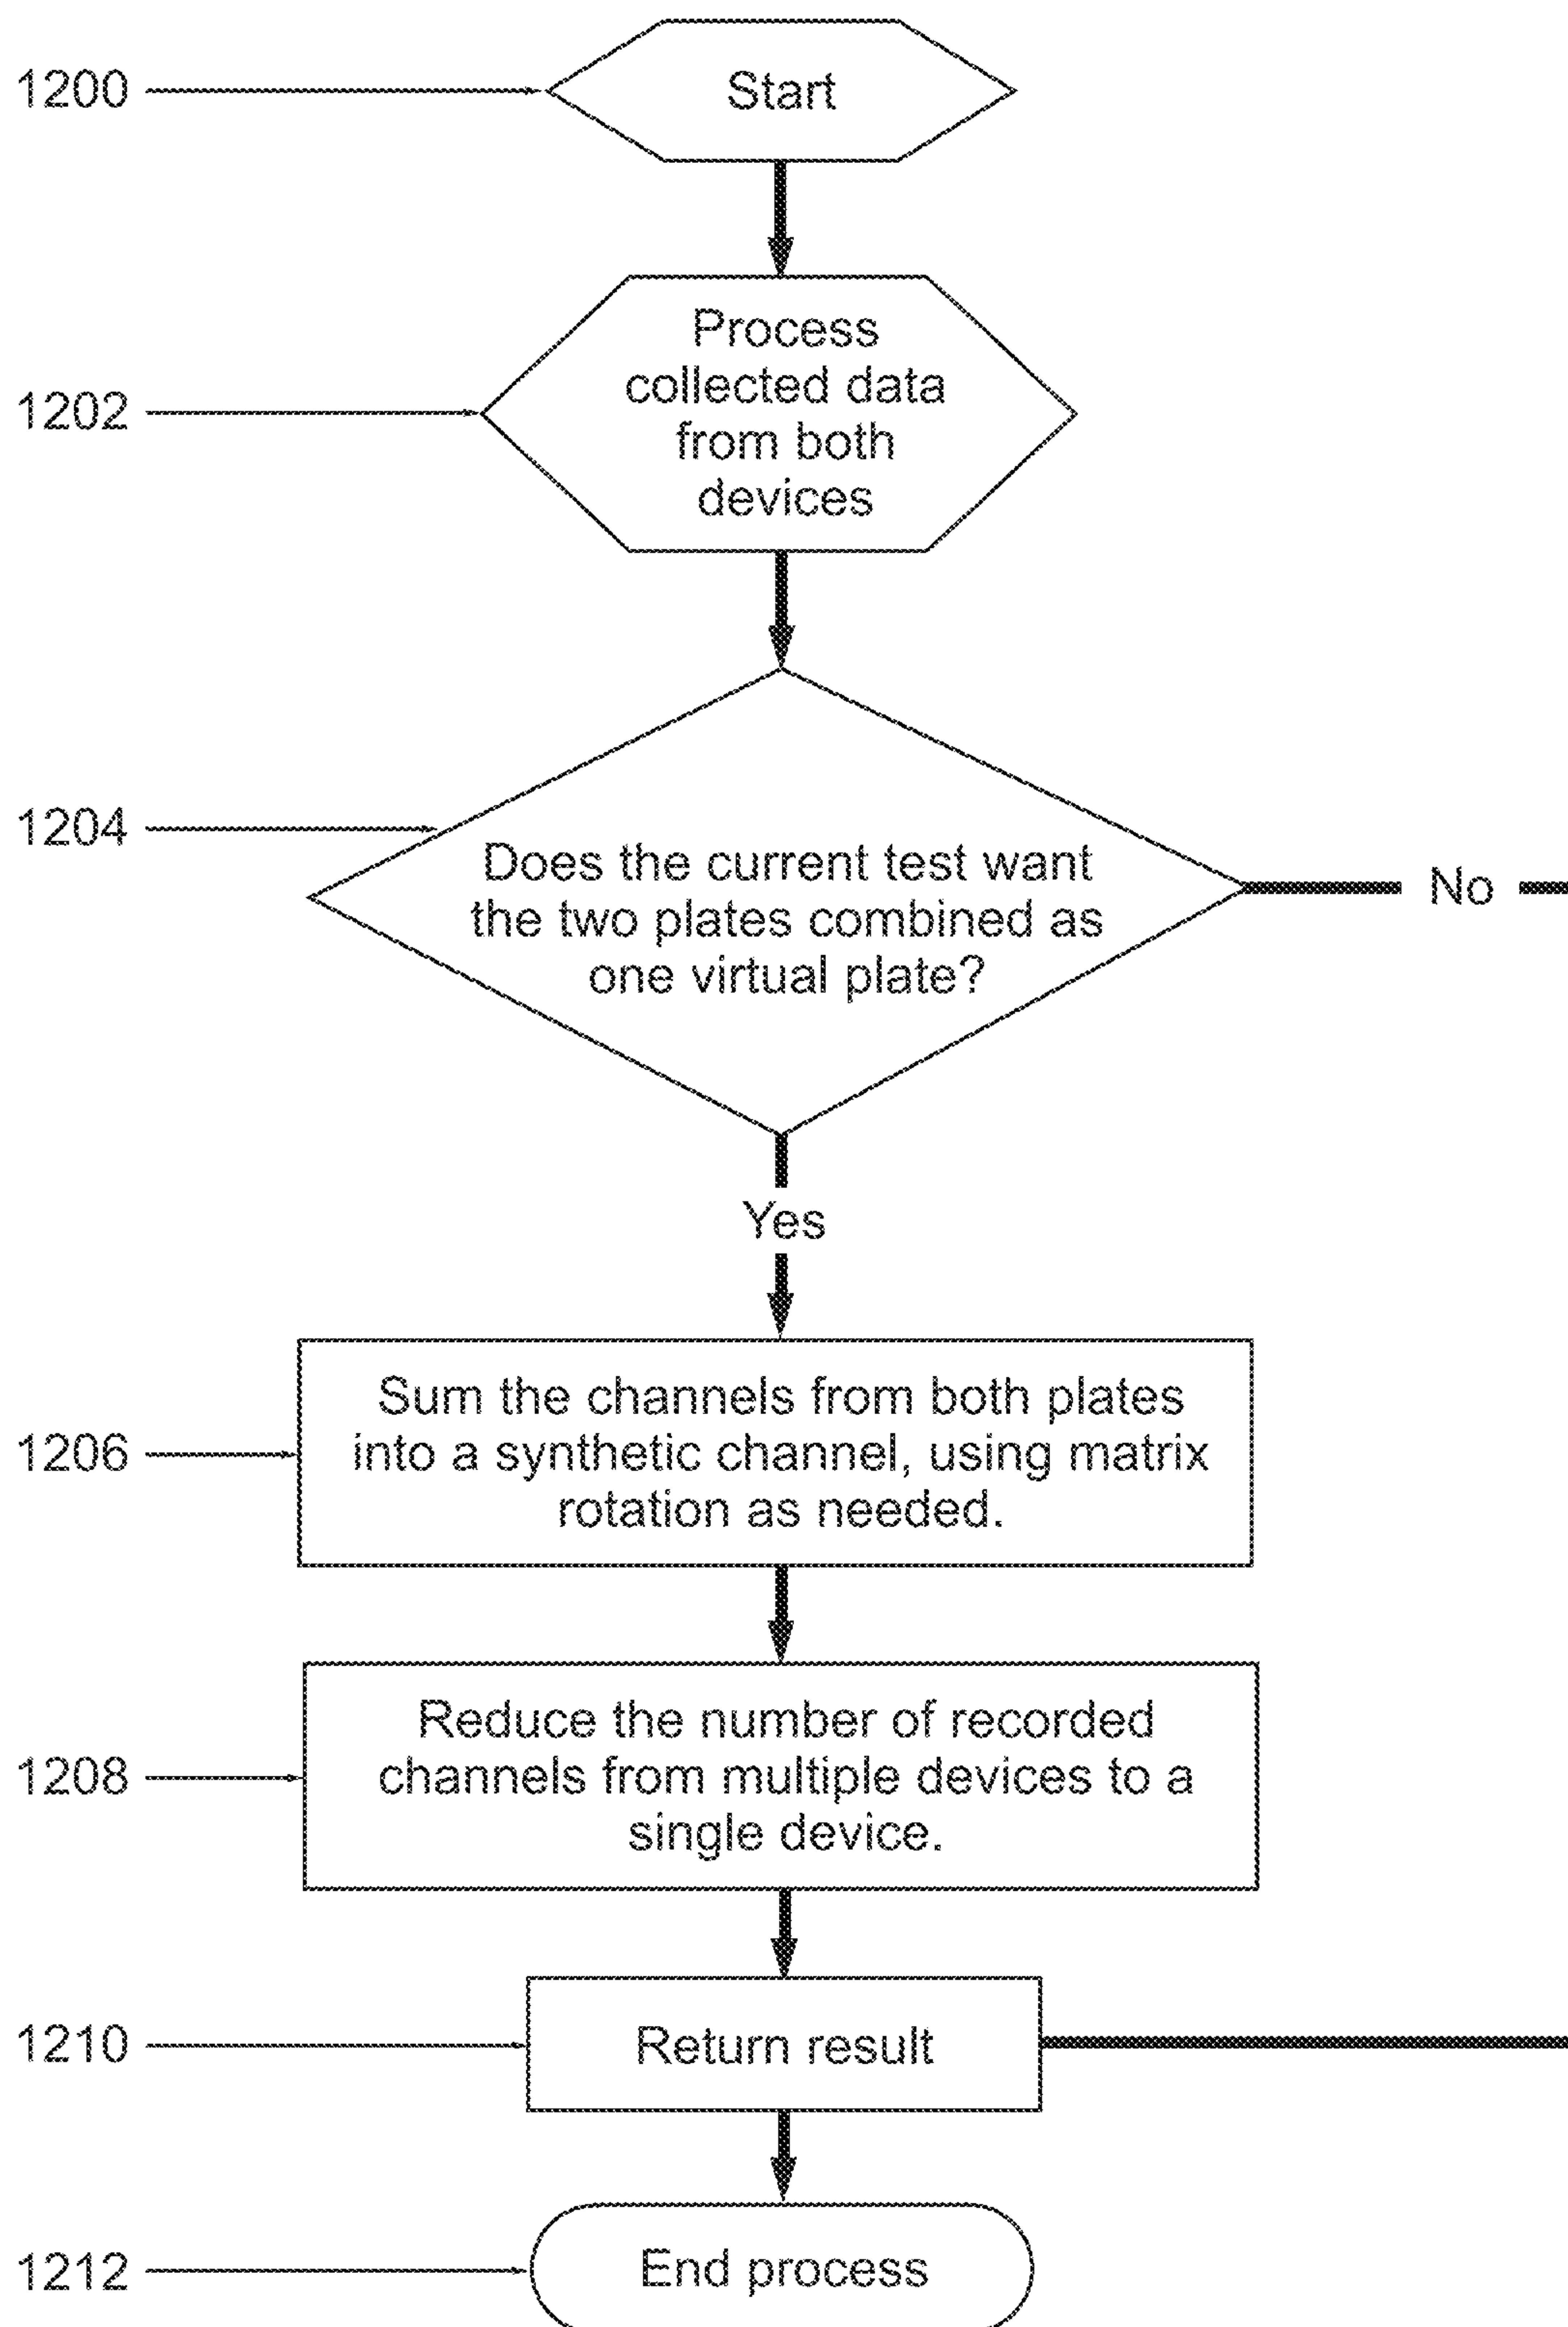 1200
Start
1202
Process
collected data
from both
devices
1204
Does the current test want
the two plates combined as
one virtual plate?
No
Yes
1206
Sum the channels from both plates
into a synthetic channel, using matrix
rotation as needed.
1208
Reduce the number of recorded
channels from multiple devices to a
single device.
1210
Return result
1212
End process